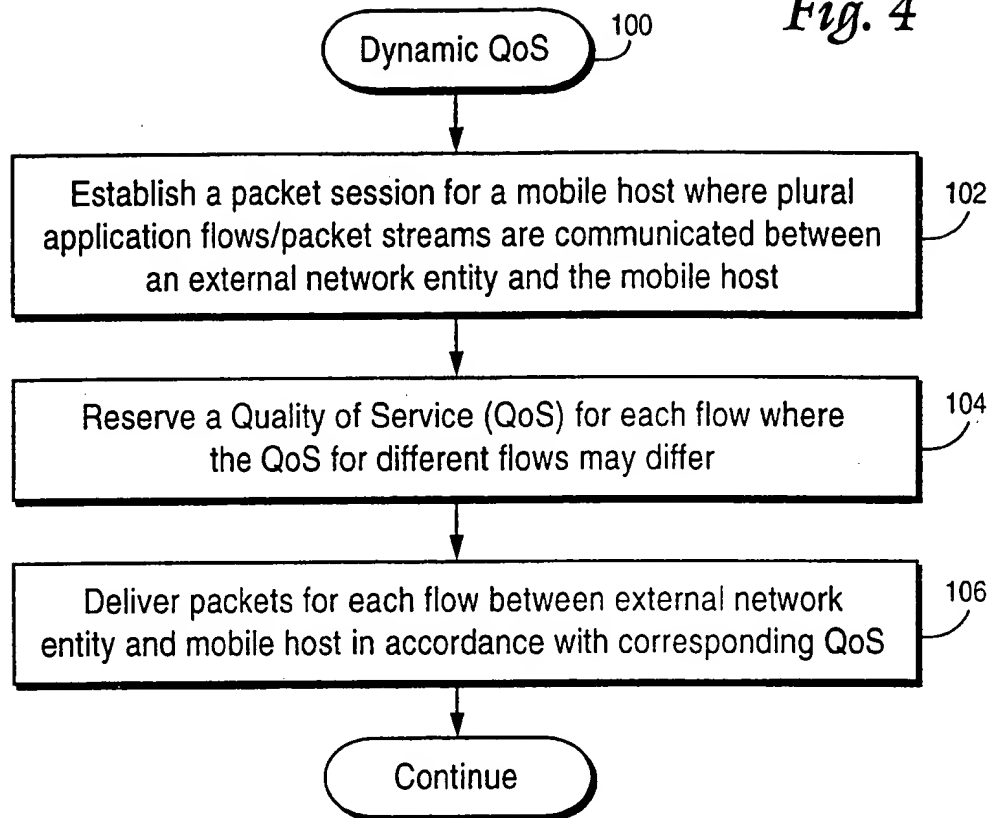 Fig. 4
Dynamic QoS
100
Establish a packet session for a mobile host where plural
application flows/packet streams are communicated between
an external network entity and the mobile host
102
Reserve a Quality of Service (QoS) for each flow where
the QoS for different flows may differ
104
Deliver packets for each flow between external network
entity and mobile host in accordance with corresponding QoS
106
Continue